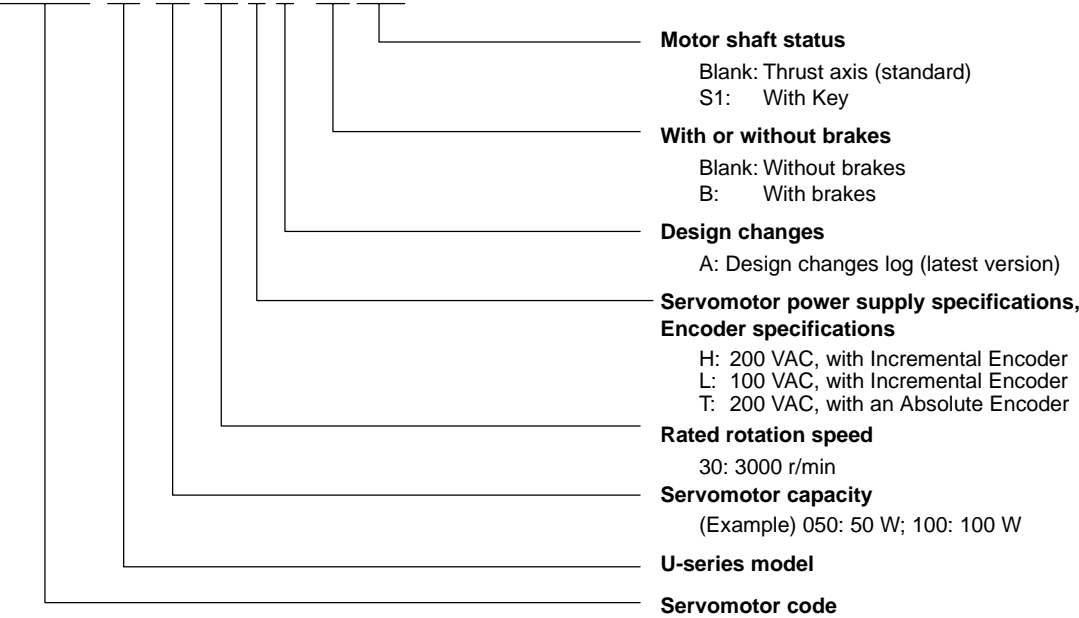 Motor shaft status
Blank: Thrust axis (standard)
S1: With Key
With or without brakes
Blank: Without brakes
B: With brakes
Design changes
A: Design changes log (latest version)
Servomotor power supply specifications,
Encoder specifications
H: 200 VAC, with Incremental Encoder
L: 100 VAC, with Incremental Encoder
T: 200 VAC, with an Absolute Encoder
Rated rotation speed
30: 3000 r/min
Servomotor capacity
(Example) 050: 50 W; 100: 100 W
U-series model
Servomotor code